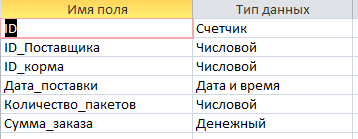 Имя поля Тип данных
ID Счетчик
ID_Поставщика Числовой
ID_корма Числовой
Дата_поставки Дата и время
Количество_пакетов Числовой
Сумма_заказа Денежный